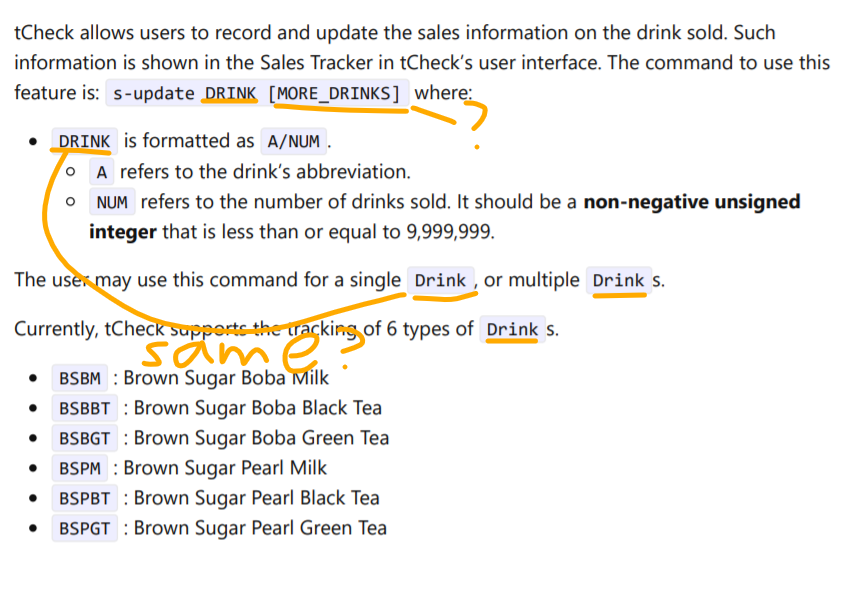 tCheck allows users to record and update the sales information on the drink sold. Such
information is shown in the Sales Tracker in tCheck's user interface. The command to use this
feature is: s-update DRINK [MORE_DRINKS] where:
?
• DRINK is formatted as A/NUM.
○ A refers to the drink's abbreviation.
○ NUM refers to the number of drinks sold. It should be a non-negative unsigned
integer that is less than or equal to 9,999,999.
The user may use this command for a single Drink, or multiple Drink s.
Currently, tCheck supports the tracking of 6 types of Drink s.
same?
• BSBM : Brown Sugar Boba Milk
• BSBBT : Brown Sugar Boba Black Tea
• BSBGT : Brown Sugar Boba Green Tea
• BSPM : Brown Sugar Pearl Milk
• BSPBT : Brown Sugar Pearl Black Tea
• BSPGT : Brown Sugar Pearl Green Tea